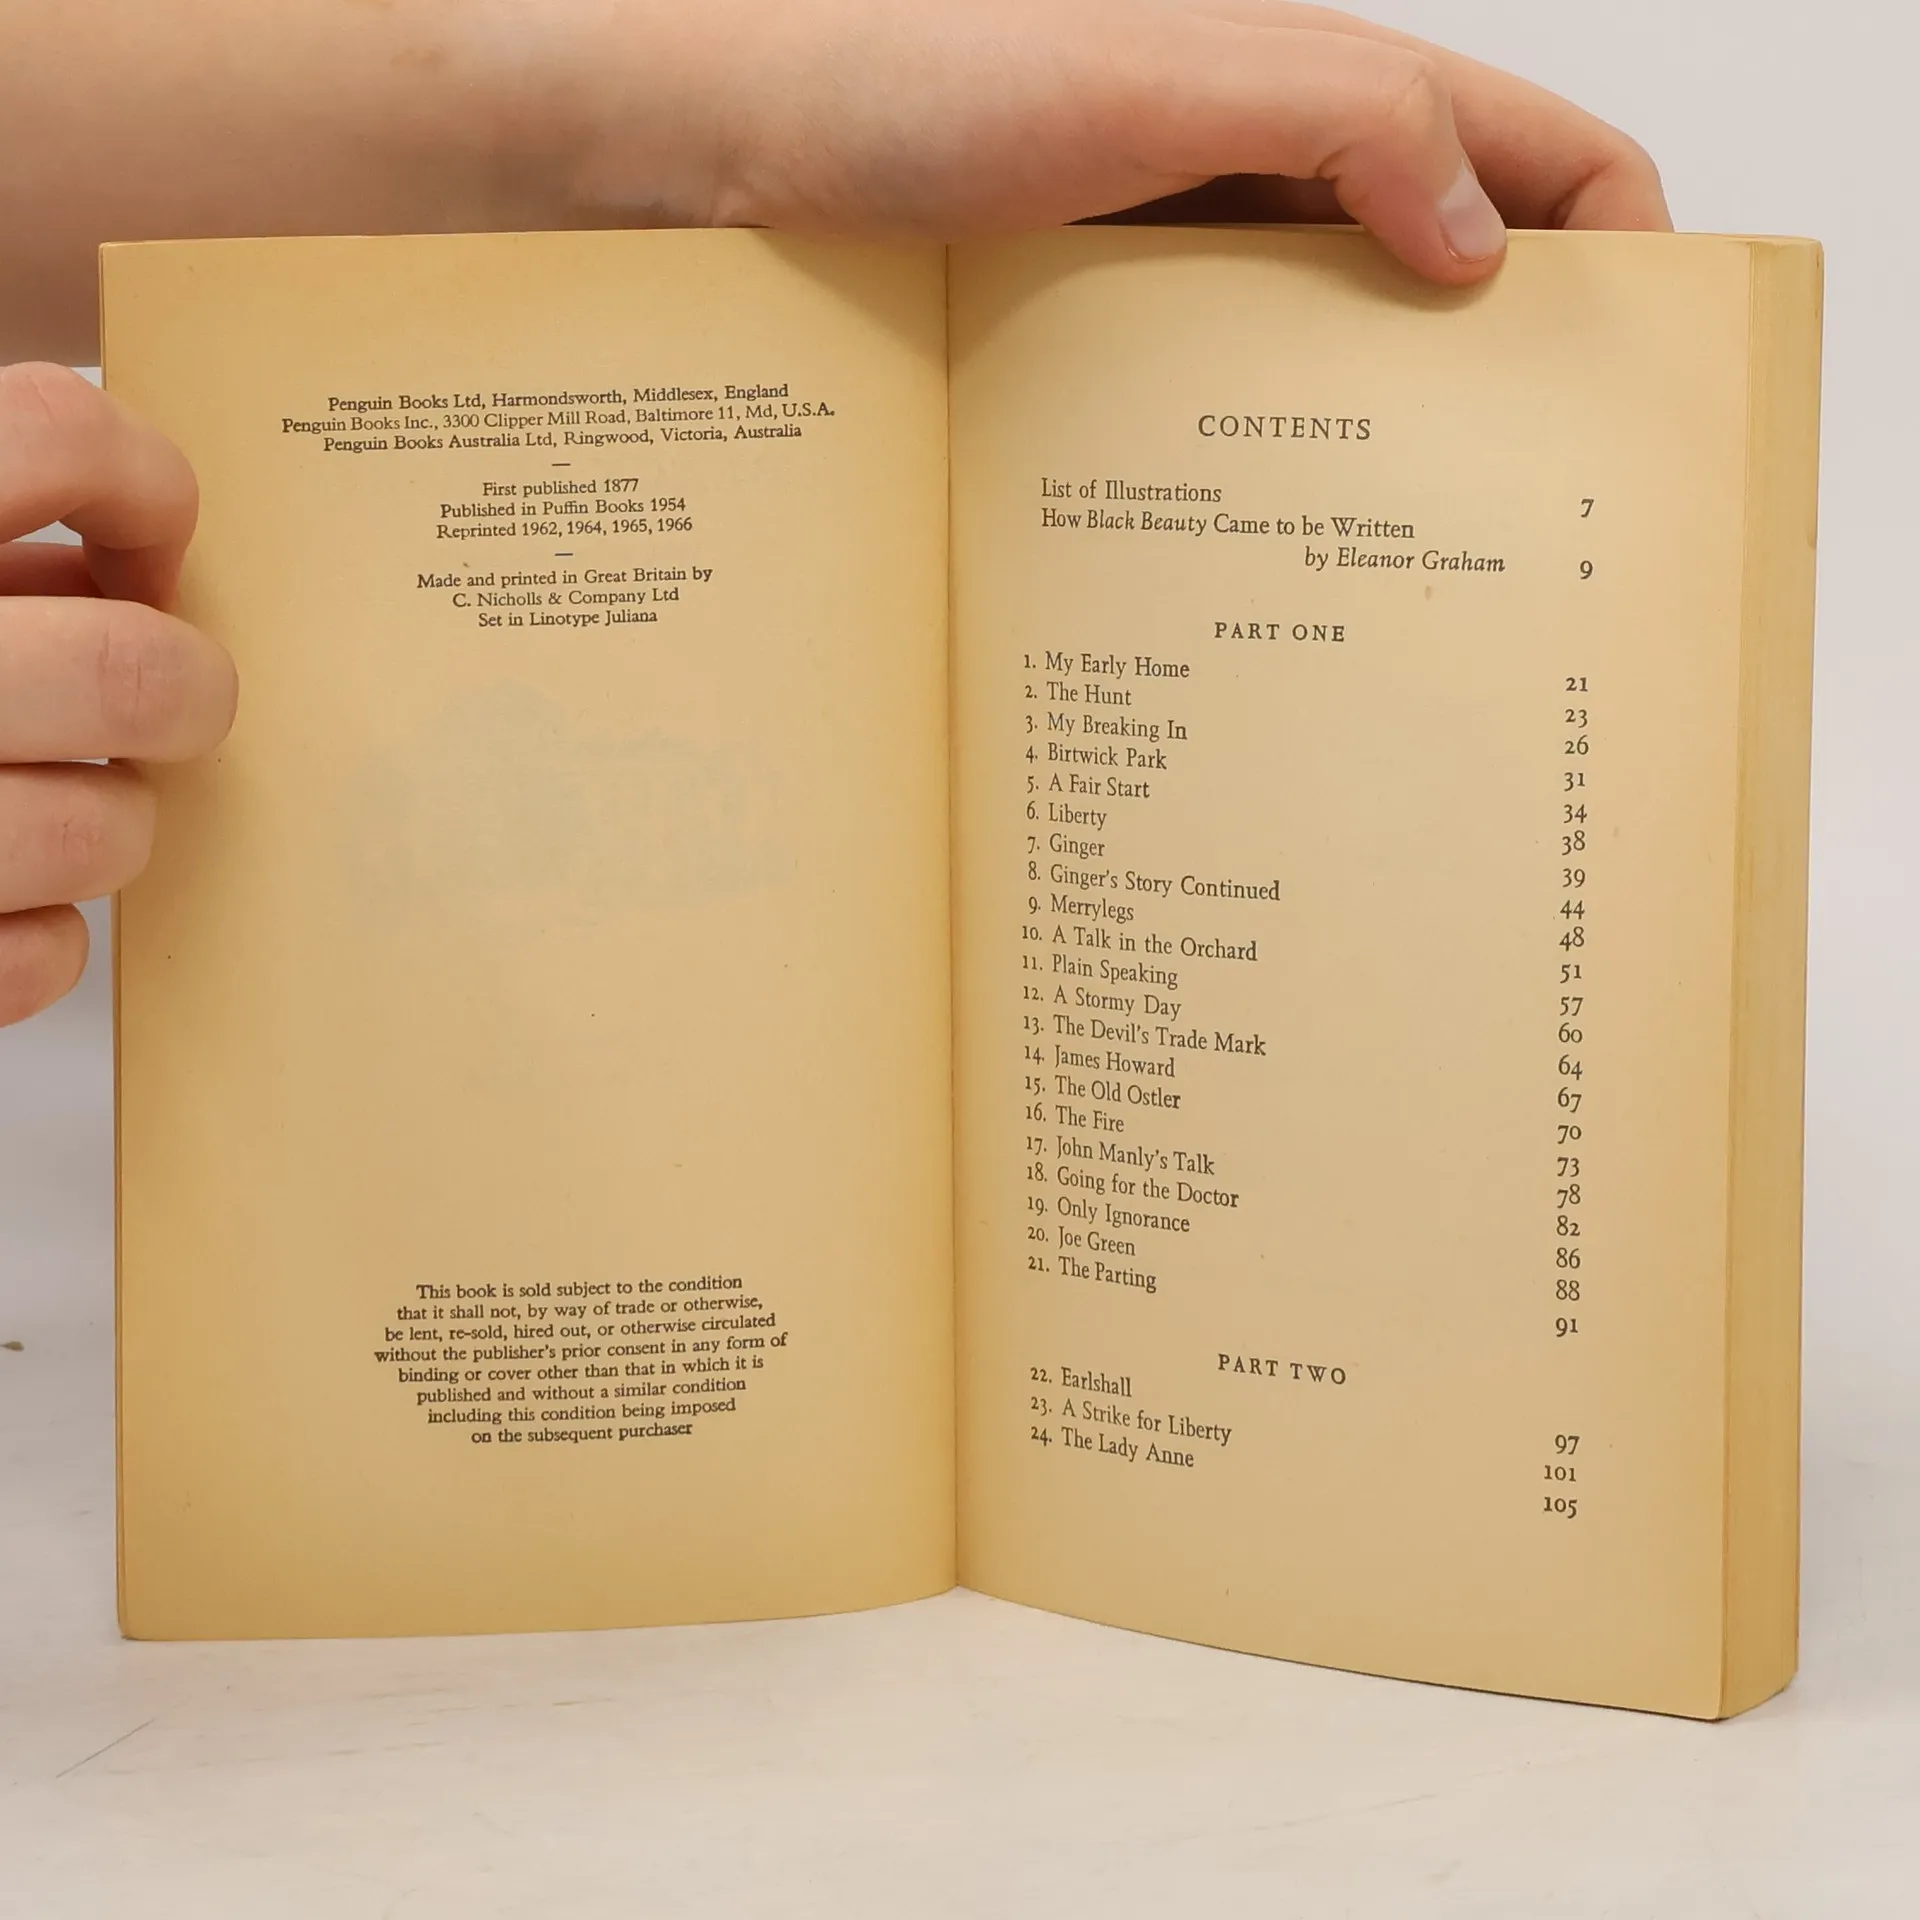 Penguin Books Ltd, Harmondsworth, Middlesex, England
Penguin Books Inc., 3300 Clipper Mill Road, Baltimore 11, Md, U.S.A.
Penguin Books Australia Ltd, Ringwood, Victoria, Australia
—
First published 1877
Published in Puffin Books 1954
Reprinted 1962, 1964, 1965, 1966
—
Made and printed in Great Britain by
C. Nicholls & Company Ltd
Set in Linotype Juliana
This book is sold subject to the condition
that it shall not, by way of trade or otherwise,
be lent, re-sold, hired out, or otherwise circulated
without the publisher's prior consent in any form of
binding or cover other than that in which it is
published and without a similar condition
including this condition being imposed
on the subsequent purchaser
CONTENTS
List of Illustrations 7
How Black Beauty Came to be Written
by Eleanor Graham 9
PART ONE
1. My Early Home 21
2. The Hunt 23
3. My Breaking In 26
4. Birtwick Park 31
5. A Fair Start 34
6. Liberty 38
7. Ginger 39
8. Ginger's Story Continued 44
9. Merrylegs 48
10. A Talk in the Orchard 51
11. Plain Speaking 57
12. A Stormy Day 60
13. The Devil's Trade Mark 64
14. James Howard 67
15. The Old Ostler 70
16. The Fire 73
17. John Manly's Talk 78
18. Going for the Doctor 82
19. Only Ignorance 86
20. Joe Green 88
21. The Parting 91
PART TWO
22. Earlshall 97
23. A Strike for Liberty 101
24. The Lady Anne 105